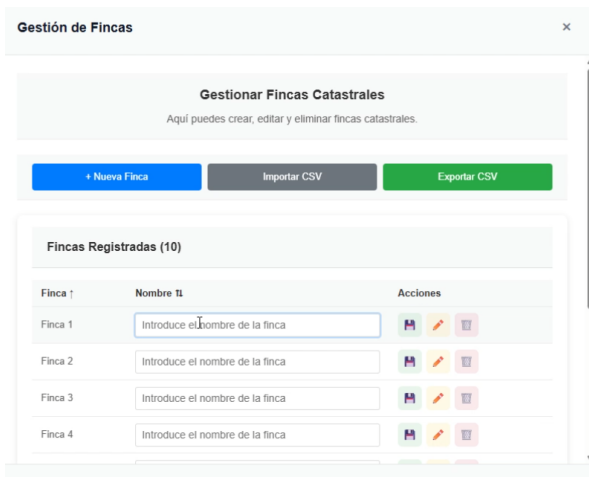 Gestión de Fincas ×
Gestionar Fincas Catastrales
Aquí puedes crear, editar y eliminar fincas catastrales.
+ Nueva Finca Importar CSV Exportar CSV
Fincas Registradas (10)
Finca ↑ Nombre ⇅ Acciones
Finca 1 Introduce el nombre de la finca
Finca 2 Introduce el nombre de la finca
Finca 3 Introduce el nombre de la finca
Finca 4 Introduce el nombre de la finca